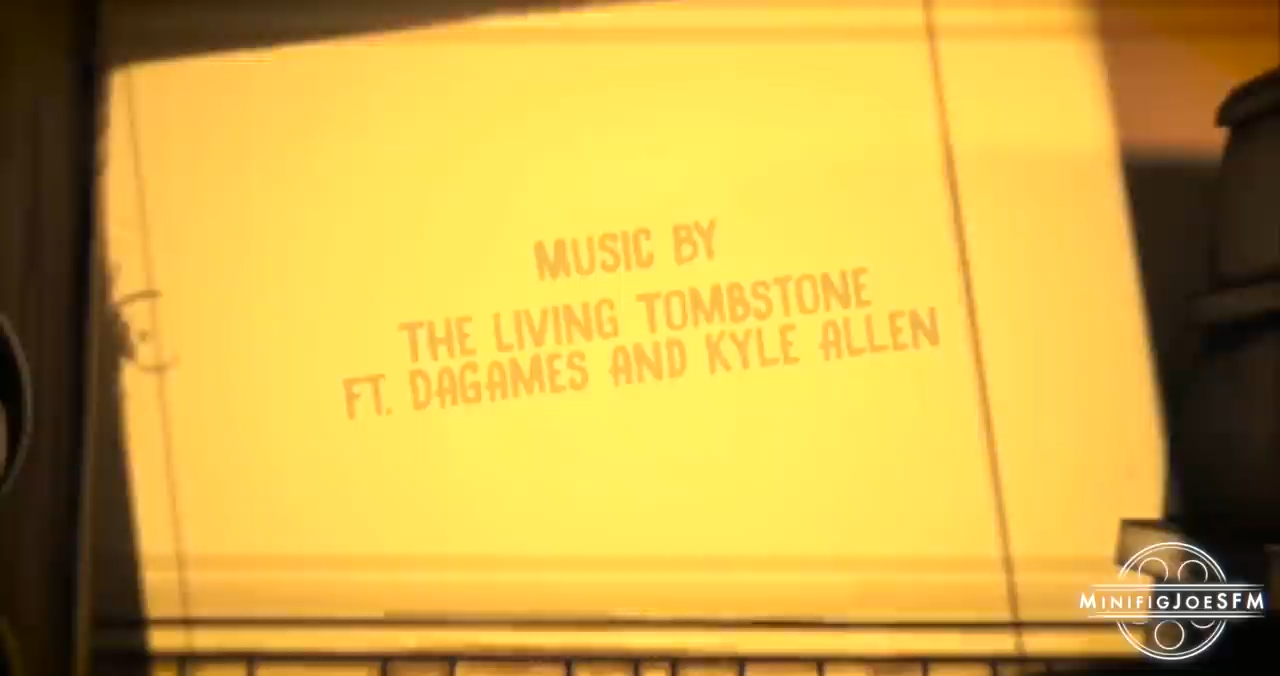 MUSIC BY
THE LIVING TOMBSTONE
FT. DAGAMES AND KYLE ALLEN
MINIFIGJOESFM